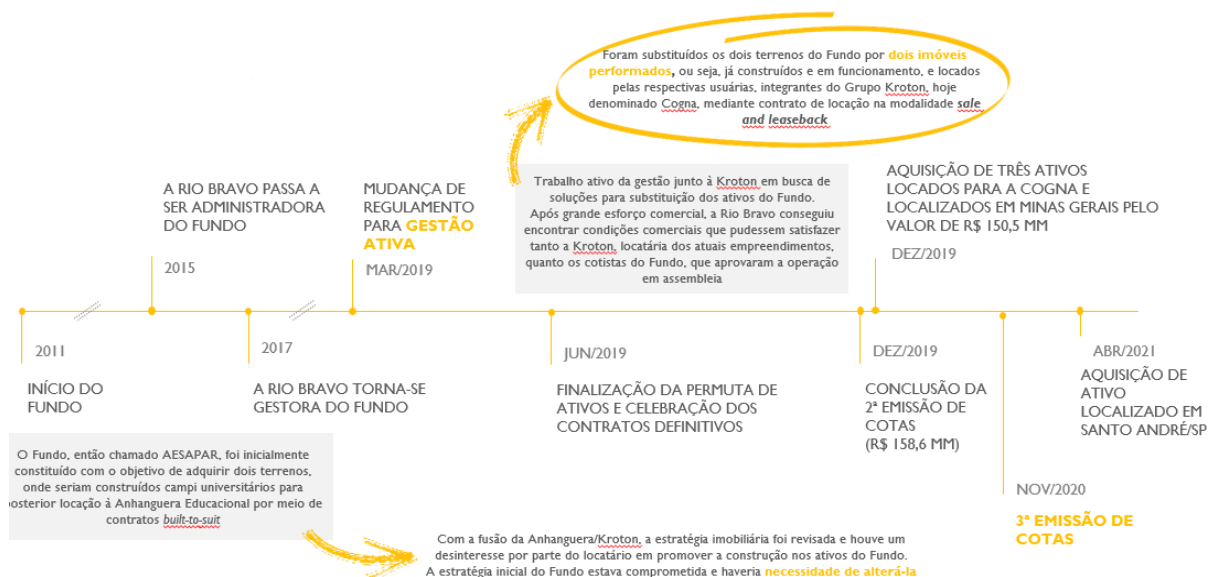 Foram substituídos os dois terrenos do Fundo por dois imóveis
performados, ou seja, já construídos e em funcionamento, e locados
pelas respectivas usuárias, integrantes do Grupo Kroton, hoje
denominado Cogna, mediante contrato de locação na modalidade sale
and leaseback
Trabalho ativo da gestão junto à Kroton em busca de
soluções para substituição dos ativos do Fundo.
Após grande esforço comercial, a Rio Bravo conseguiu
encontrar condições comerciais que pudessem satisfazer
tanto a Kroton, locatária dos atuais empreendimentos,
quanto os cotistas do Fundo, que aprovaram a operação
em assembleia
A RIO BRAVO PASSA A
SER ADMINISTRADORA
DO FUNDO
2015
MUDANÇA DE
REGULAMENTO
PARA GESTÃO
ATIVA
MAR/2019
AQUISIÇÃO DE TRÊS ATIVOS
LOCADOS PARA A COGNA E
LOCALIZADOS EM MINAS GERAIS PELO
VALOR DE R$ 150,5 MM
DEZ/2019
2011
INÍCIO DO
FUNDO
2017
A RIO BRAVO TORNA-SE
GESTORA DO FUNDO
JUN/2019
FINALIZAÇÃO DA PERMUTA DE
ATIVOS E CELEBRAÇÃO DOS
CONTRATOS DEFINITIVOS
DEZ/2019
CONCLUSÃO DA
2ª EMISSÃO DE
COTAS
(R$ 158,6 MM)
ABR/2021
AQUISIÇÃO DE
ATIVO
LOCALIZADO EM
SANTO ANDRÉ/SP
NOV/2020
3ª EMISSÃO DE
COTAS
O Fundo, então chamado AESAPAR, foi inicialmente
constituído com o objetivo de adquirir dois terrenos,
onde seriam construídos campi universitários para
posterior locação à Anhanguera Educacional por meio de
contratos built-to-suit
Com a fusão da Anhanguera/Kroton, a estratégia imobiliária foi revisada e houve um
desinteresse por parte do locatário em promover a construção nos ativos do Fundo.
A estratégia inicial do Fundo estava comprometida e haveria necessidade de alterá-la